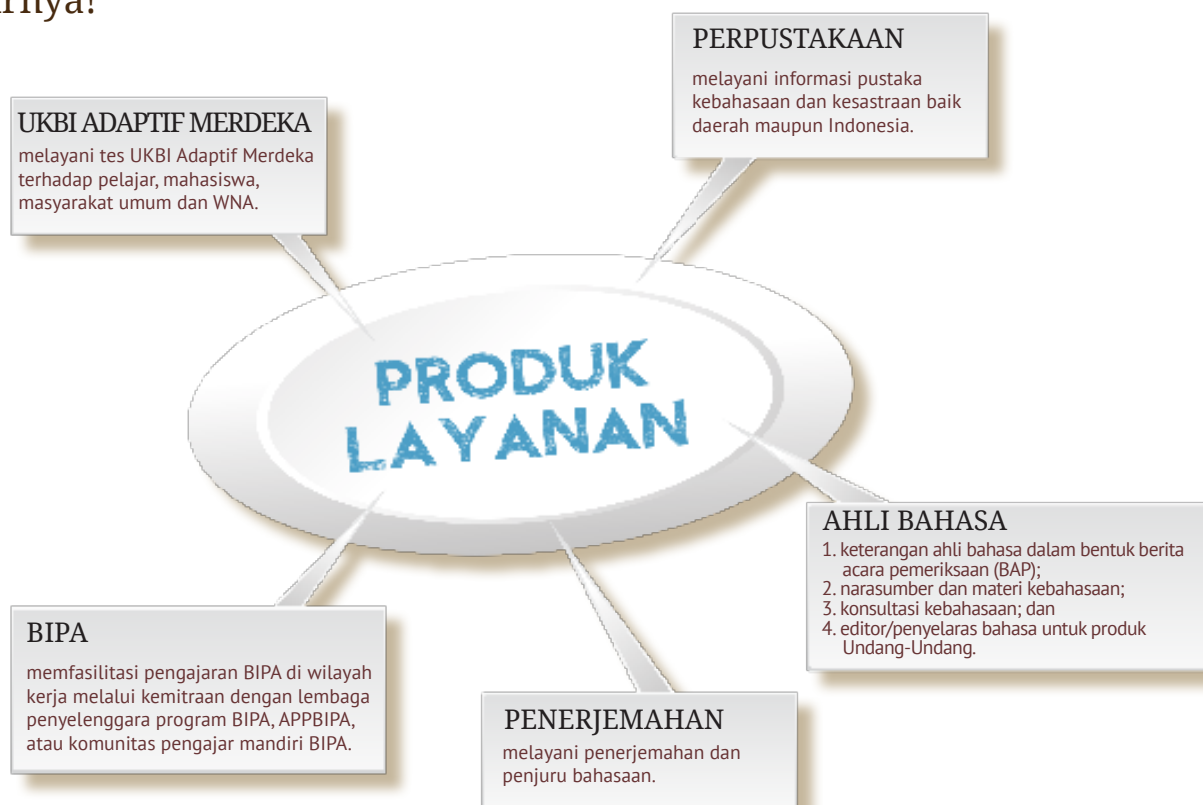 UKBI ADAPTIF MERDEKA
melayani tes UKBI Adaptif Merdeka
terhadap pelajar, mahasiswa,
masyarakat umum dan WNA.
PERPUSTAKAAN
melayani informasi pustaka
kebahasaan dan kesastraan baik
daerah maupun Indonesia.
PRODUK
LAYANAN
AHLI BAHASA
1. keterangan ahli bahasa dalam bentuk berita
acara pemeriksaan (BAP);
2. narasumber dan materi kebahasaan;
3. konsultasi kebahasaan; dan
4. editor/penyelaras bahasa untuk produk
Undang-Undang.
BIPA
memfasilitasi pengajaran BIPA di wilayah
kerja melalui kemitraan dengan lembaga
penyelenggara program BIPA, APPBIPA,
atau komunitas pengajar mandiri BIPA.
PENERJEMAHAN
melayani penerjemahan dan
penjuru bahasaan.